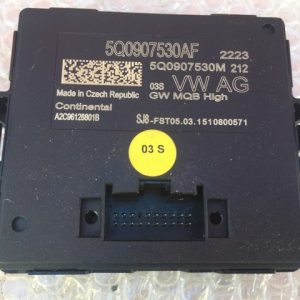 5Q0907530AF 2223
5Q0907530M 212
03S VW AG
Made in Czech Republic GW MQB High
Continental
A2C96128801B SJ8-FST05.03.1510800571
03 S